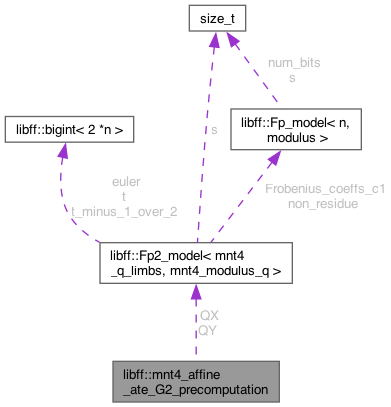 size_t
num_bits
s
libff::bigint< 2 *n >
s
libff::Fp_model< n,
modulus >
euler
t
t_minus_1_over_2
Frobenius_coeffs_c1
non_residue
libff::Fp2_model< mnt4
_q_limbs, mnt4_modulus_q >
QX
QY
libff::mnt4_affine
_ate_G2_precomputation